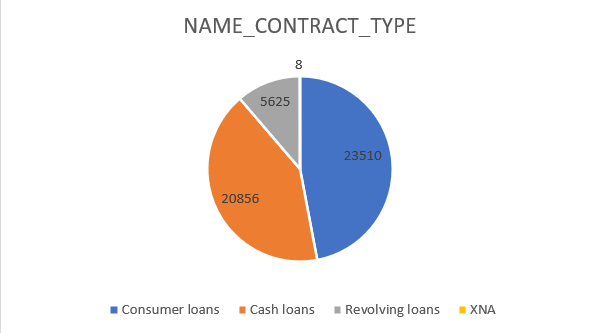 NAME_CONTRACT_TYPE
8
5625
23510
20856
Consumer loans Cash loans Revolving loans XNA